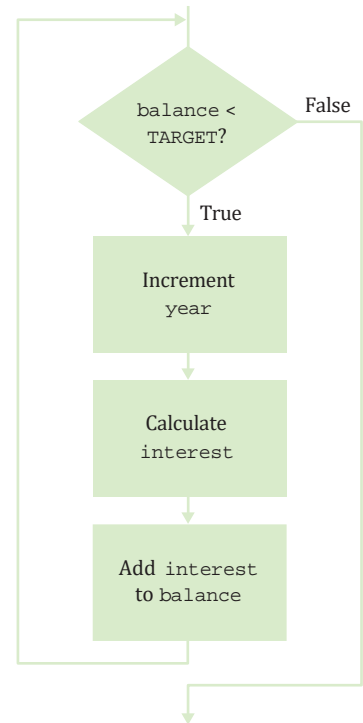 balance <
TARGET?
False
True
Increment
year
Calculate
interest
Add interest
to balance